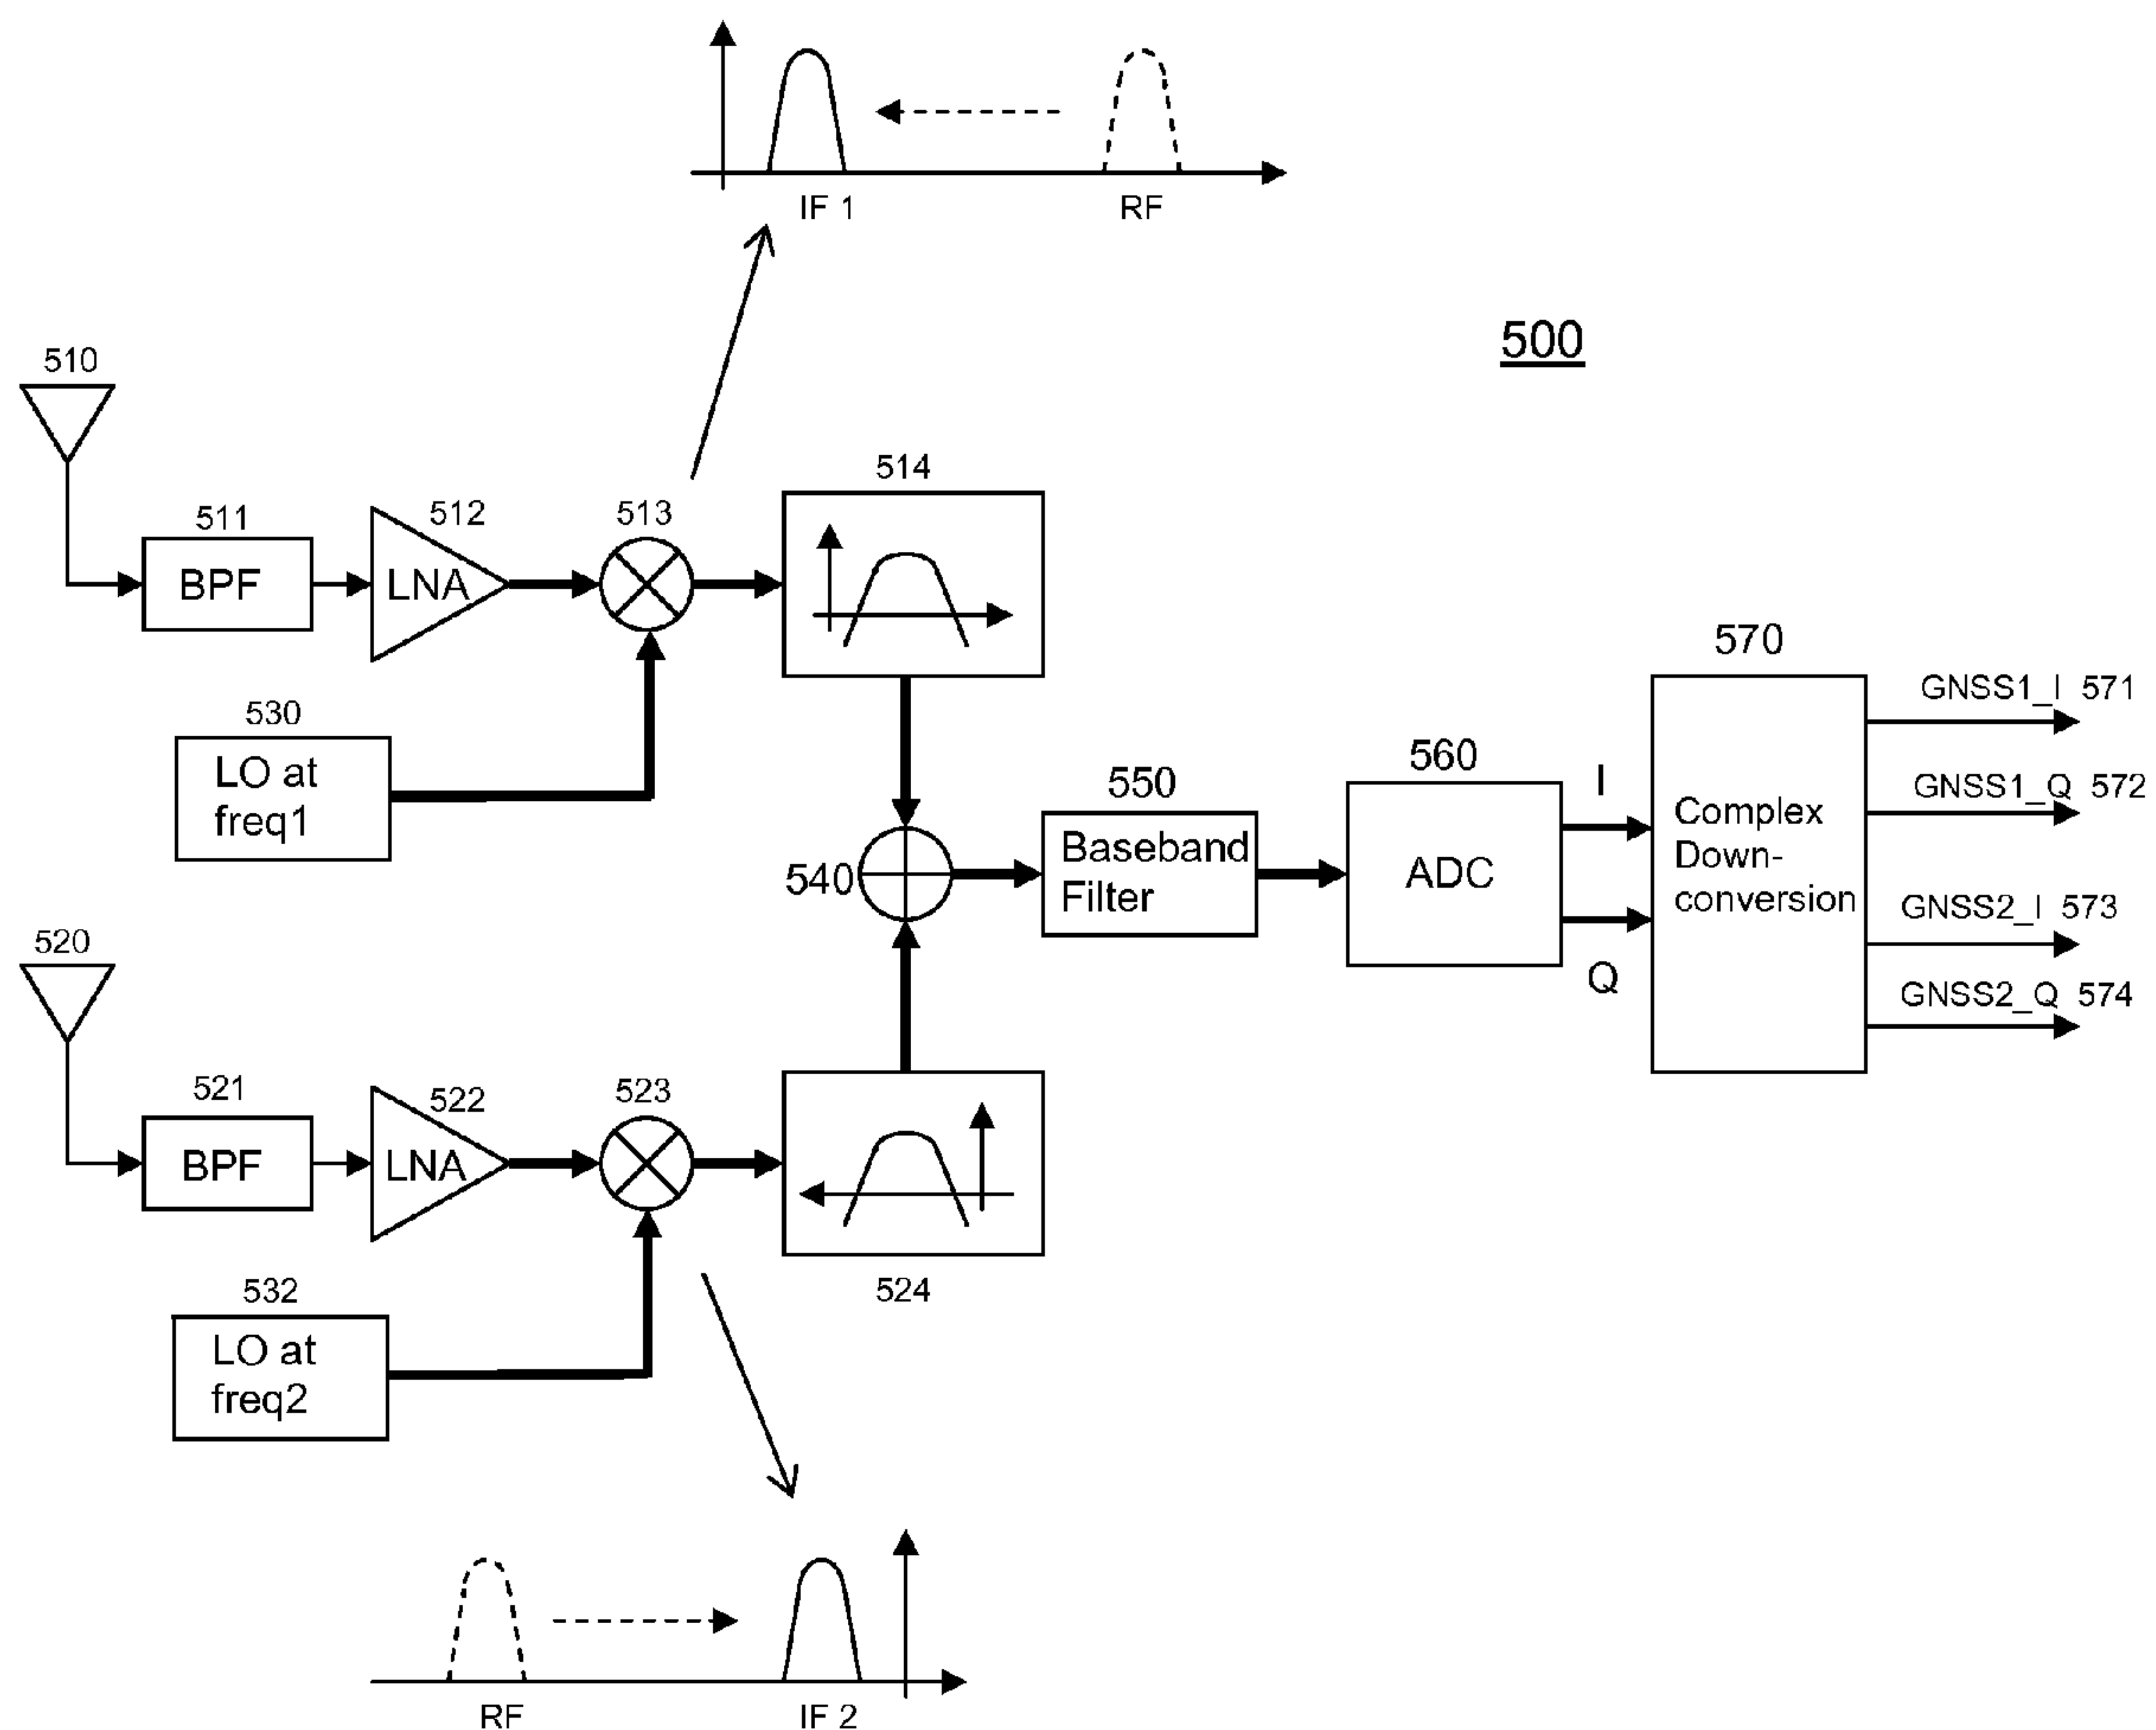 IF 1
RF
500
510
514
511
512
513
BPF
LNA
570
GNSS1_I 571
530
LO at
freq1
560
I
GNSS1_Q 572
550
Complex
Down-
conversion
Baseband
Filter
540
ADC
GNSS2_I 573
520
Q
GNSS2_Q 574
521
522
523
BPF
LNA
532
524
LO at
freq2
RF
IF 2